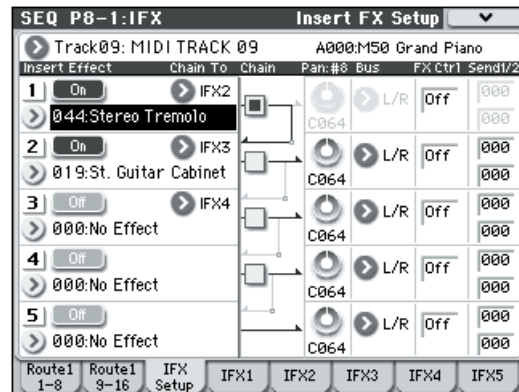 SEQ P8-1:IFX Insert FX Setup
Track09: MIDI TRACK 09 A000:M50 Grand Piano
Insert Effect Chain To Chain Pan:#8 Bus FX Ctrl Send1/2
1 On IFX2 L/R Off 000
044:Stereo Tremolo C064 000
2 On IFX3 L/R Off 000
019:St. Guitar Cabinet C064 000
3 Off IFX4 L/R Off 000
000:No Effect C064 000
4 Off L/R Off 000
000:No Effect C064 000
5 Off L/R Off 000
000:No Effect C064 000
Route1 1-8 Route1 9-16 IFX Setup IFX1 IFX2 IFX3 IFX4 IFX5